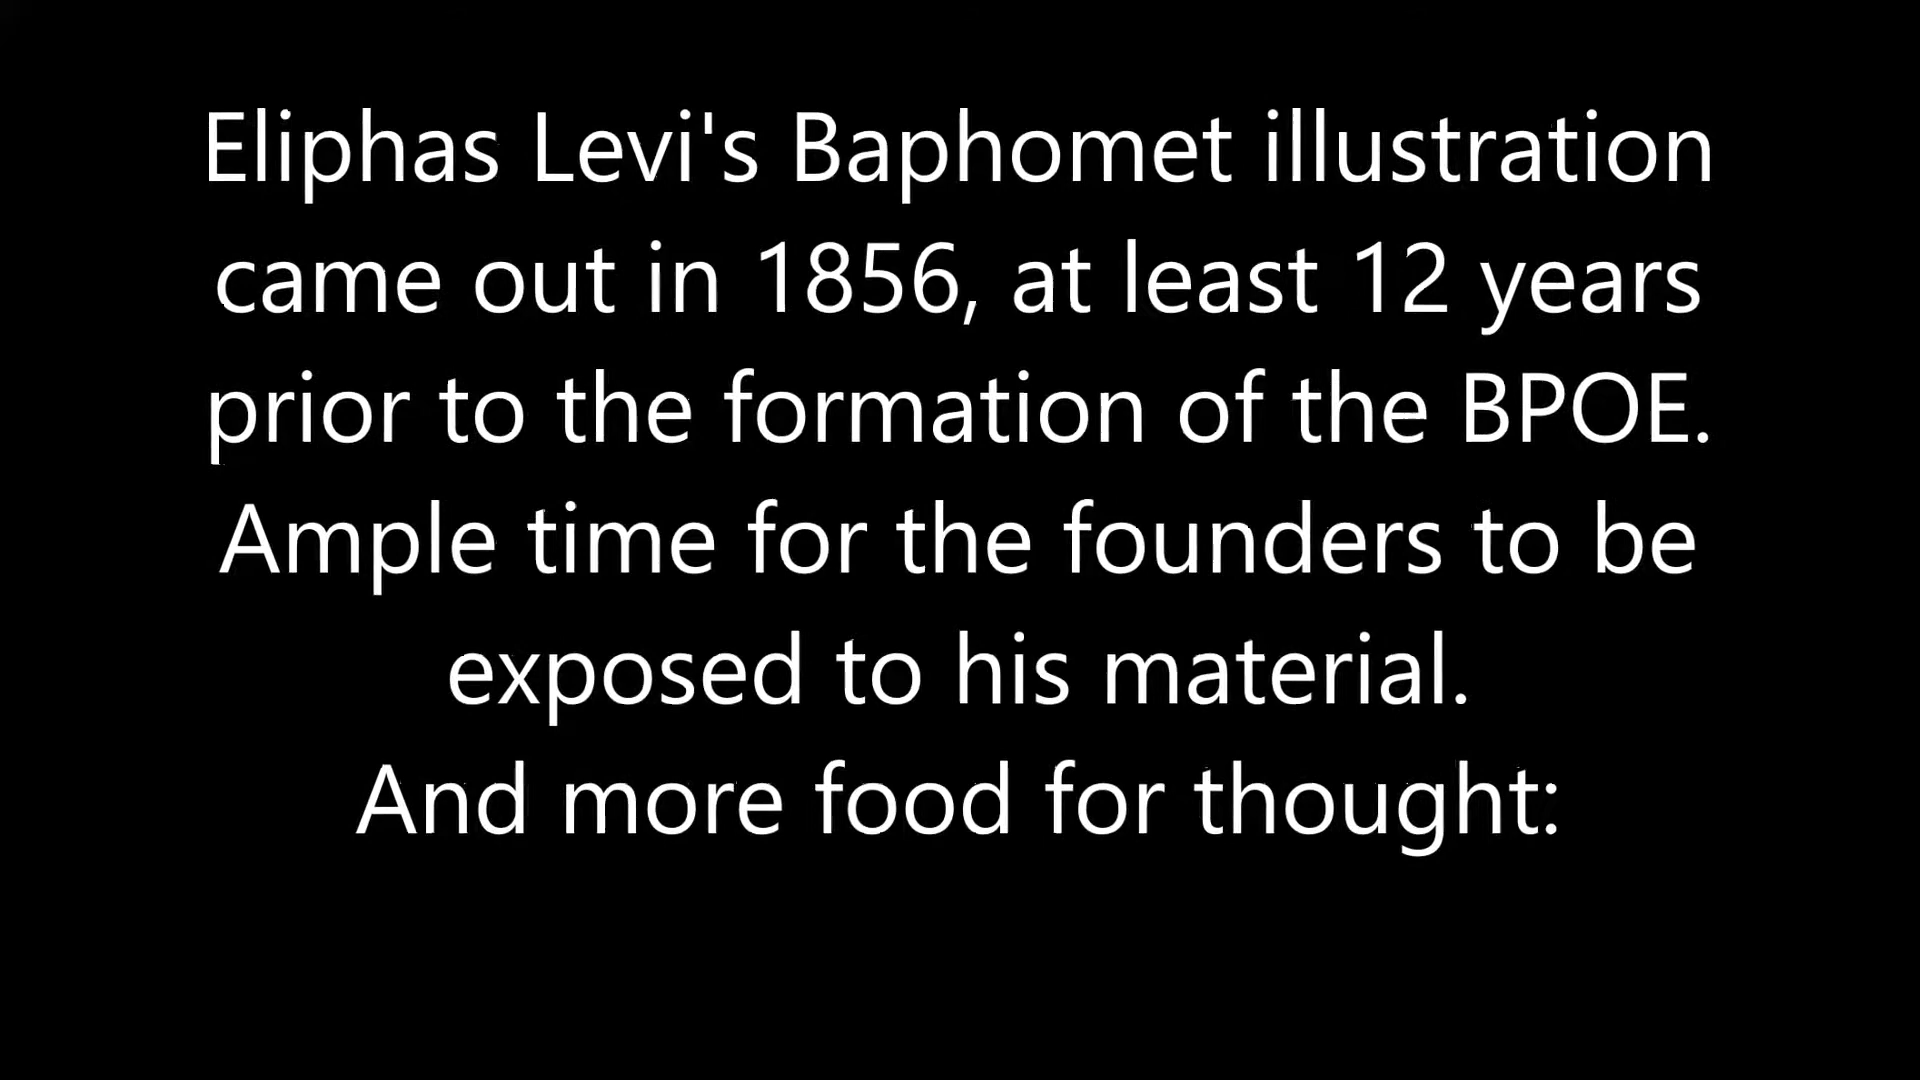 Eliphas Levi's Baphomet illustration
came out in 1856, at least 12 years
prior to the formation of the BPOE.
Ample time for the founders to be
exposed to his material.
And more food for thought: